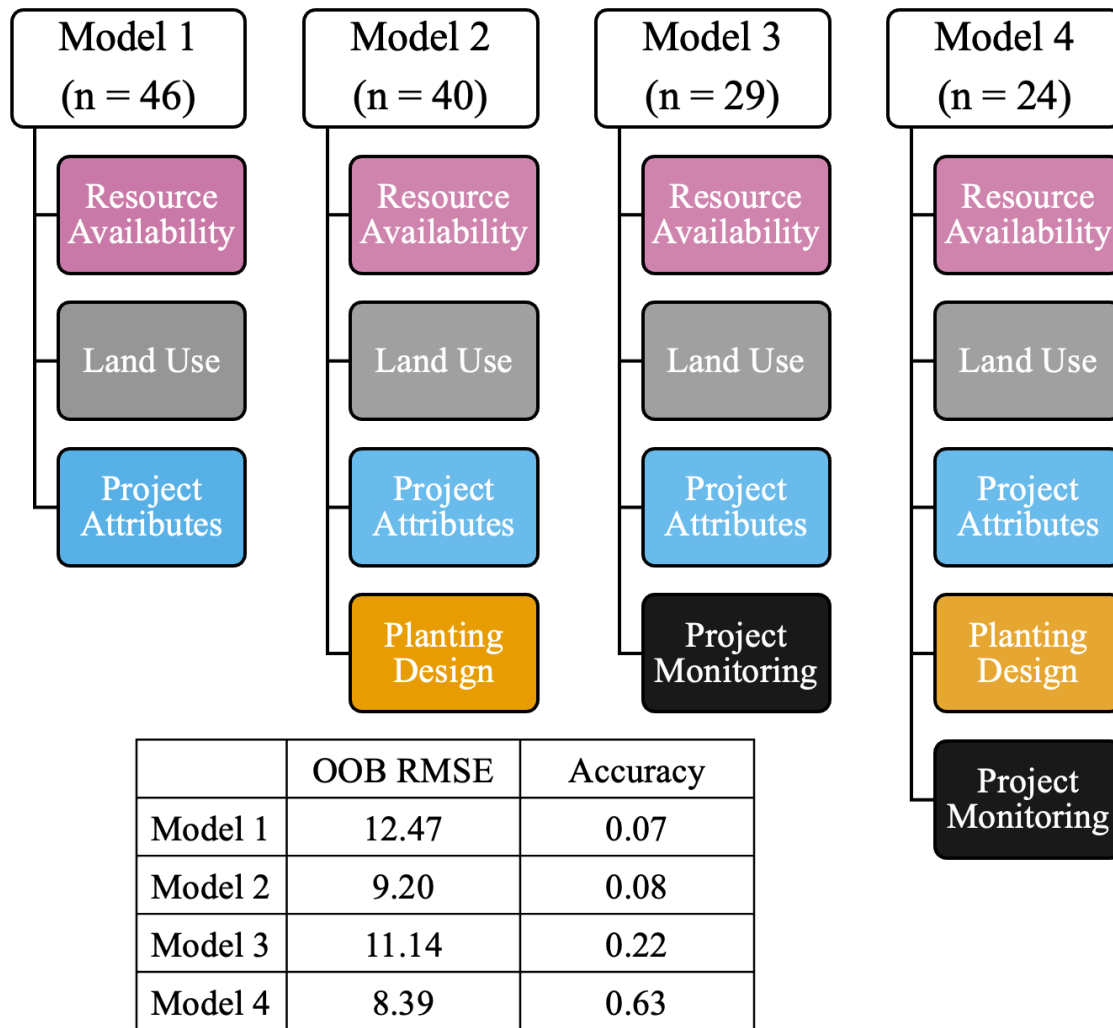 Model 1
(n = 46)
Resource
Availability
Land Use
Project
Attributes
Model 2
(n = 40)
Resource
Availability
Land Use
Project
Attributes
Planting
Design
Model 3
(n = 29)
Resource
Availability
Land Use
Project
Attributes
Project
Monitoring
Model 4
(n = 24)
Resource
Availability
Land Use
Project
Attributes
Planting
Design
Project
Monitoring
OOB RMSE Accuracy
Model 1 12.47 0.07
Model 2 9.20 0.08
Model 3 11.14 0.22
Model 4 8.39 0.63